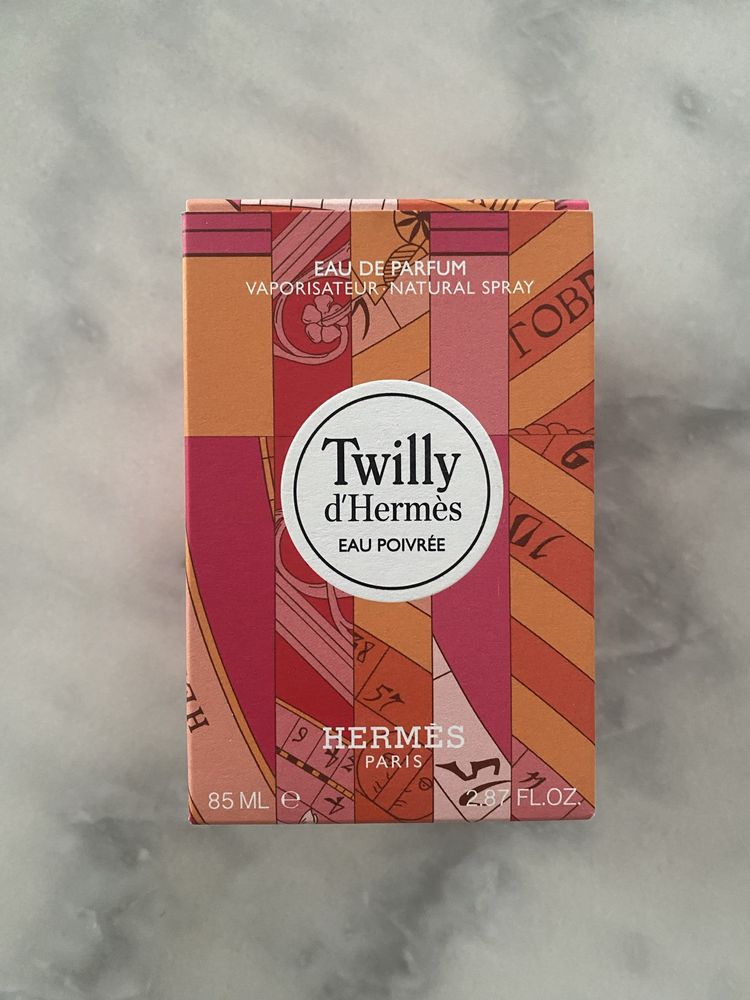 EAU DE PARFUM
VAPORISATEUR·NATURAL SPRAY
Twilly
d'Hermès
EAU POIVRÉE
HERMÈS
PARIS
85 ML ℮ 2.87 FL.OZ.